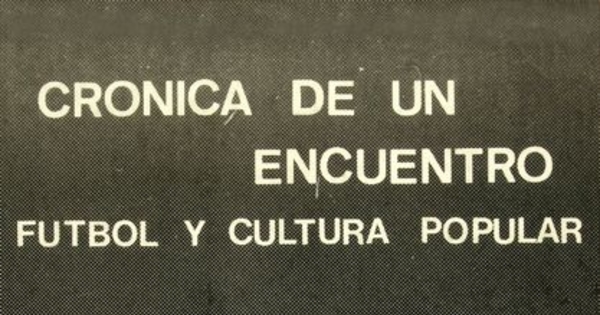 CRONICA DE UN
ENCUENTRO
FUTBOL Y CULTURA POPULAR